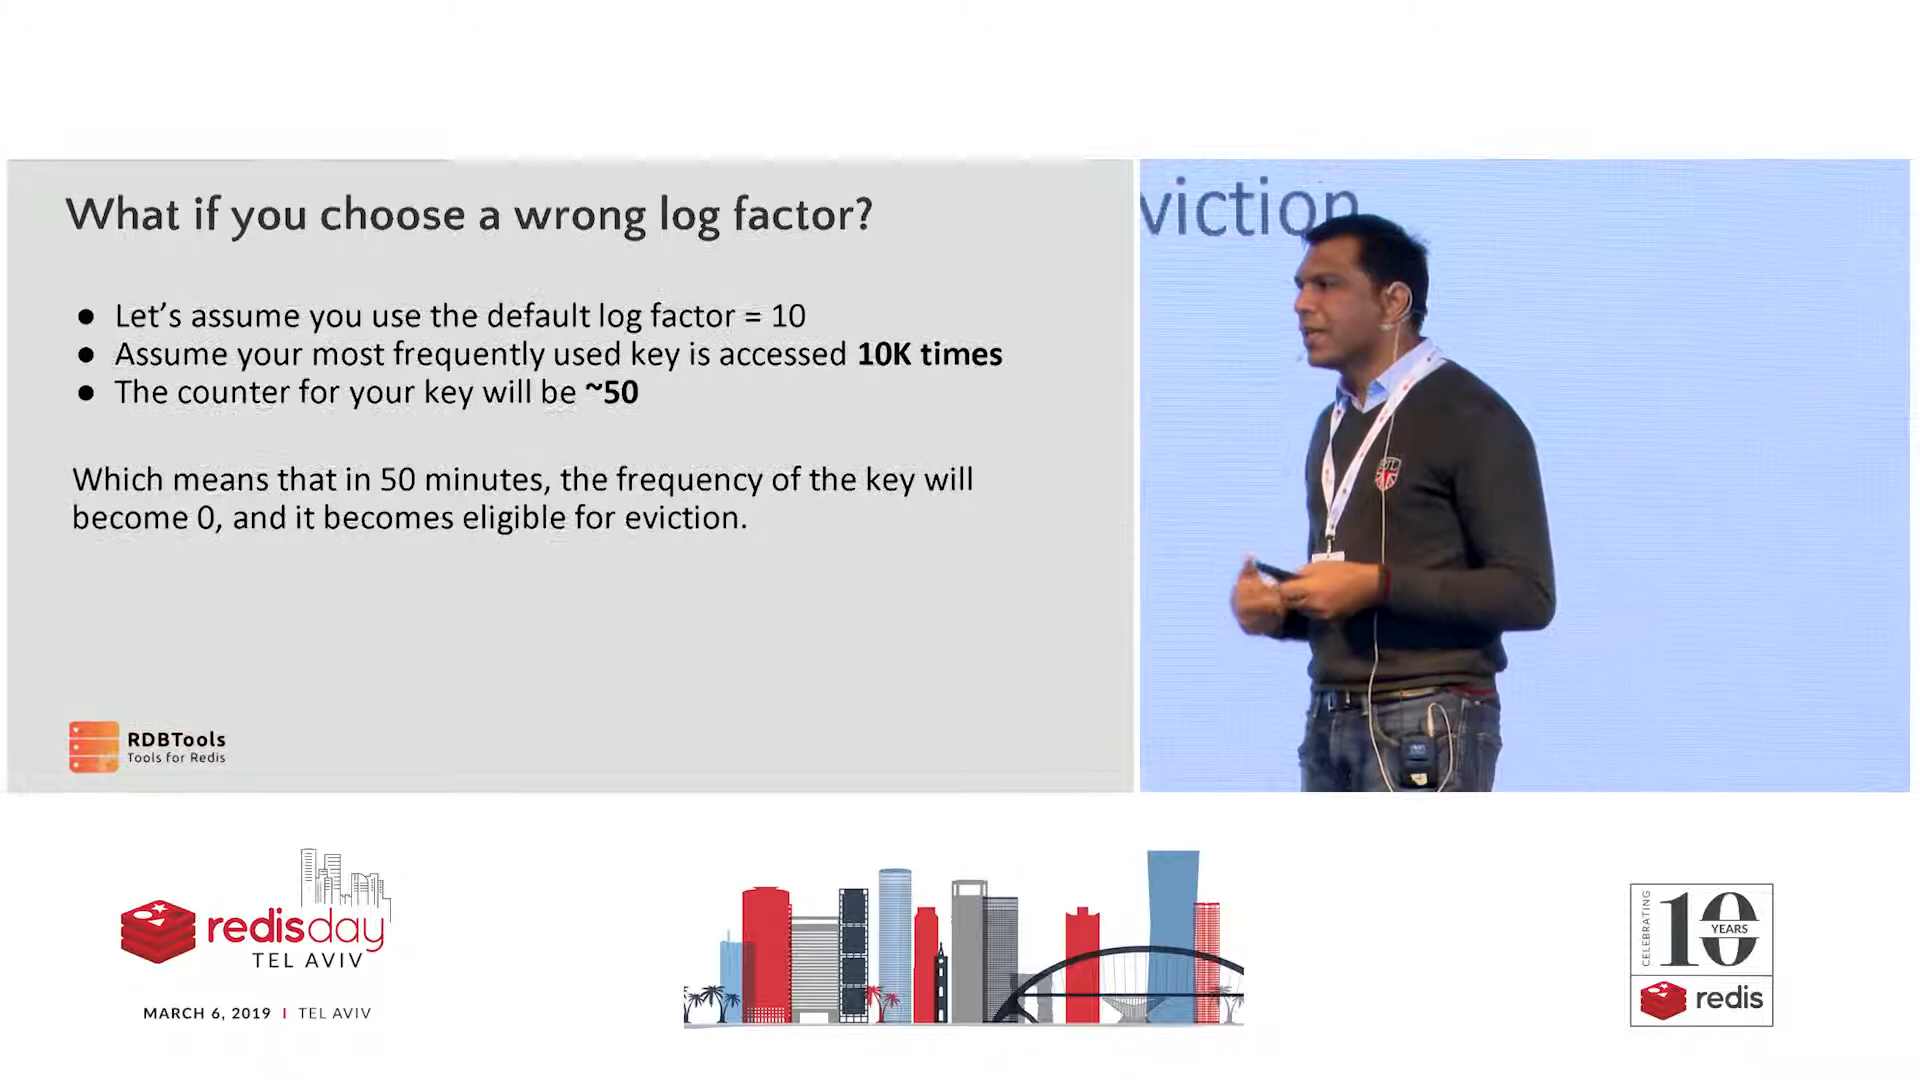 What if you choose a wrong log factor?
● Let's assume you use the default log factor = 10
● Assume your most frequently used key is accessed 10K times
● The counter for your key will be ~50
Which means that in 50 minutes, the frequency of the key will
become 0, and it becomes eligible for eviction.
RDBTools
Tools for Redis
viction
redisday
TEL AVIV
MARCH 6, 2019 | TEL AVIV
CELEBRATING
10
YEARS
redis